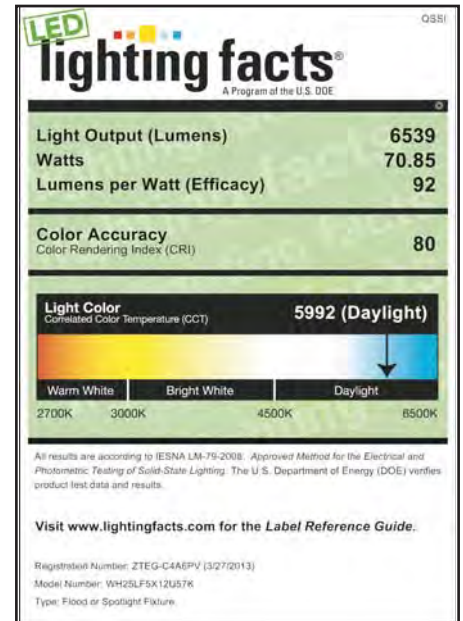 QSSI
LED
lighting facts®
A Program of the U.S. DOE
Light Output (Lumens) 6539
Watts 70.85
Lumens per Watt (Efficacy) 92
Color Accuracy 80
Color Rendering Index (CRI)
Light Color 5992 (Daylight)
Correlated Color Temperature (CCT)
Warm White Bright White Daylight
2700K 3000K 4500K 6500K
All results are according to IESNA LM-79-2008: Approved Method for the Electrical and
Photometric Testing of Solid-State Lighting. The U.S. Department of Energy (DOE) verifies
product test data and results.
Visit www.lightingfacts.com for the Label Reference Guide.
Registration Number: ZTEG-C4A6PV (3/27/2013)
Model Number: WH25LF5X12U57K
Type: Flood or Spotlight Fixture